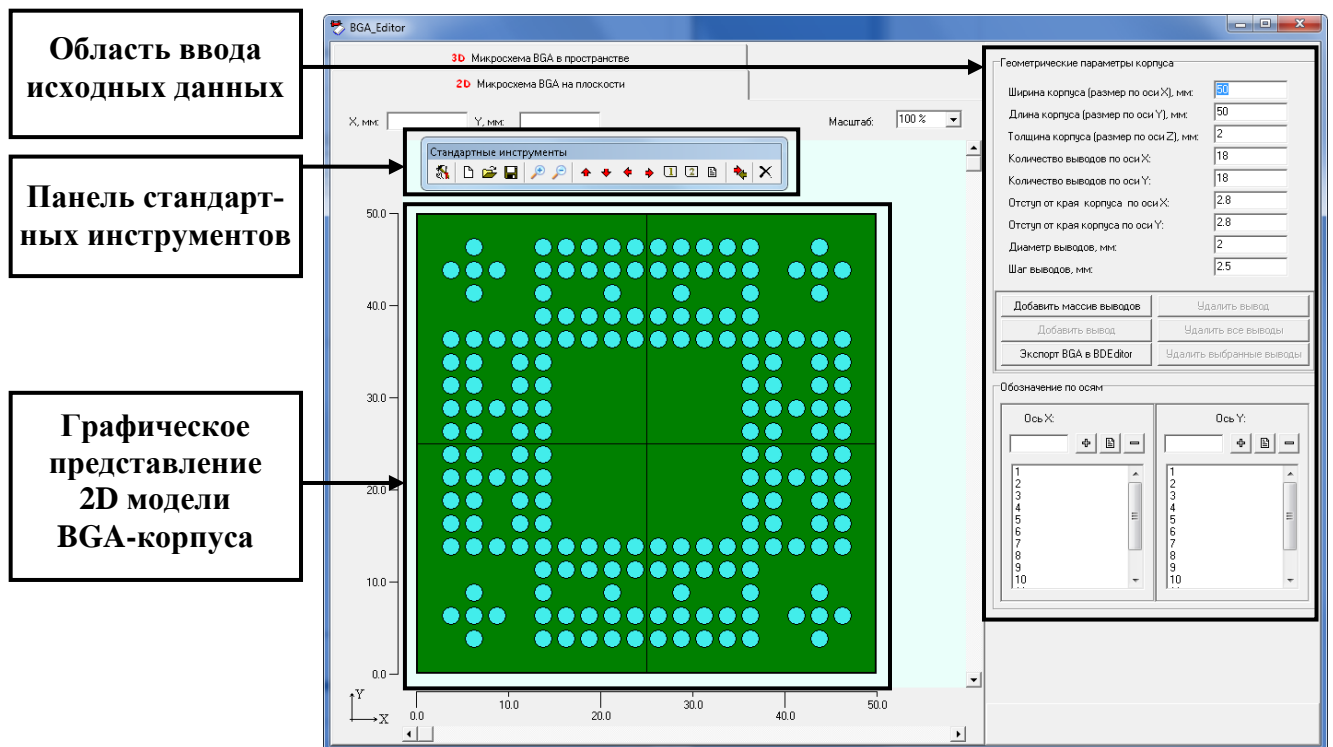 Область ввода
исходных данных
Панель стандарт-
ных инструментов
Графическое
представление
2D модели
BGA-корпуса
BGA_Editor
3D Микросхема BGA в пространстве
2D Микросхема BGA на плоскости
X, мм:
Y, мм:
Масштаб:
100 %
Стандартные инструменты
1
2
50.0
40.0
30.0
20.0
10.0
0.0
Y
X
0.0
10.0
20.0
30.0
40.0
50.0
Геометрические параметры корпуса
Ширина корпуса (размер по оси X), мм:
50
Длина корпуса (размер по оси Y), мм:
50
Толщина корпуса (размер по оси Z), мм:
2
Количество выводов по оси X:
18
Количество выводов по оси Y:
18
Отступ от края корпуса по оси X:
2.8
Отступ от края корпуса по оси Y:
2.8
Диаметр выводов, мм:
2
Шаг выводов, мм:
2.5
Добавить массив выводов
Удалить вывод
Добавить вывод
Удалить все выводы
Экспорт BGA в BDEditor
Удалить выбранные выводы
Обозначение по осям
Ось X:
1
2
3
4
5
6
7
8
9
10
Ось Y:
1
2
3
4
5
6
7
8
9
10